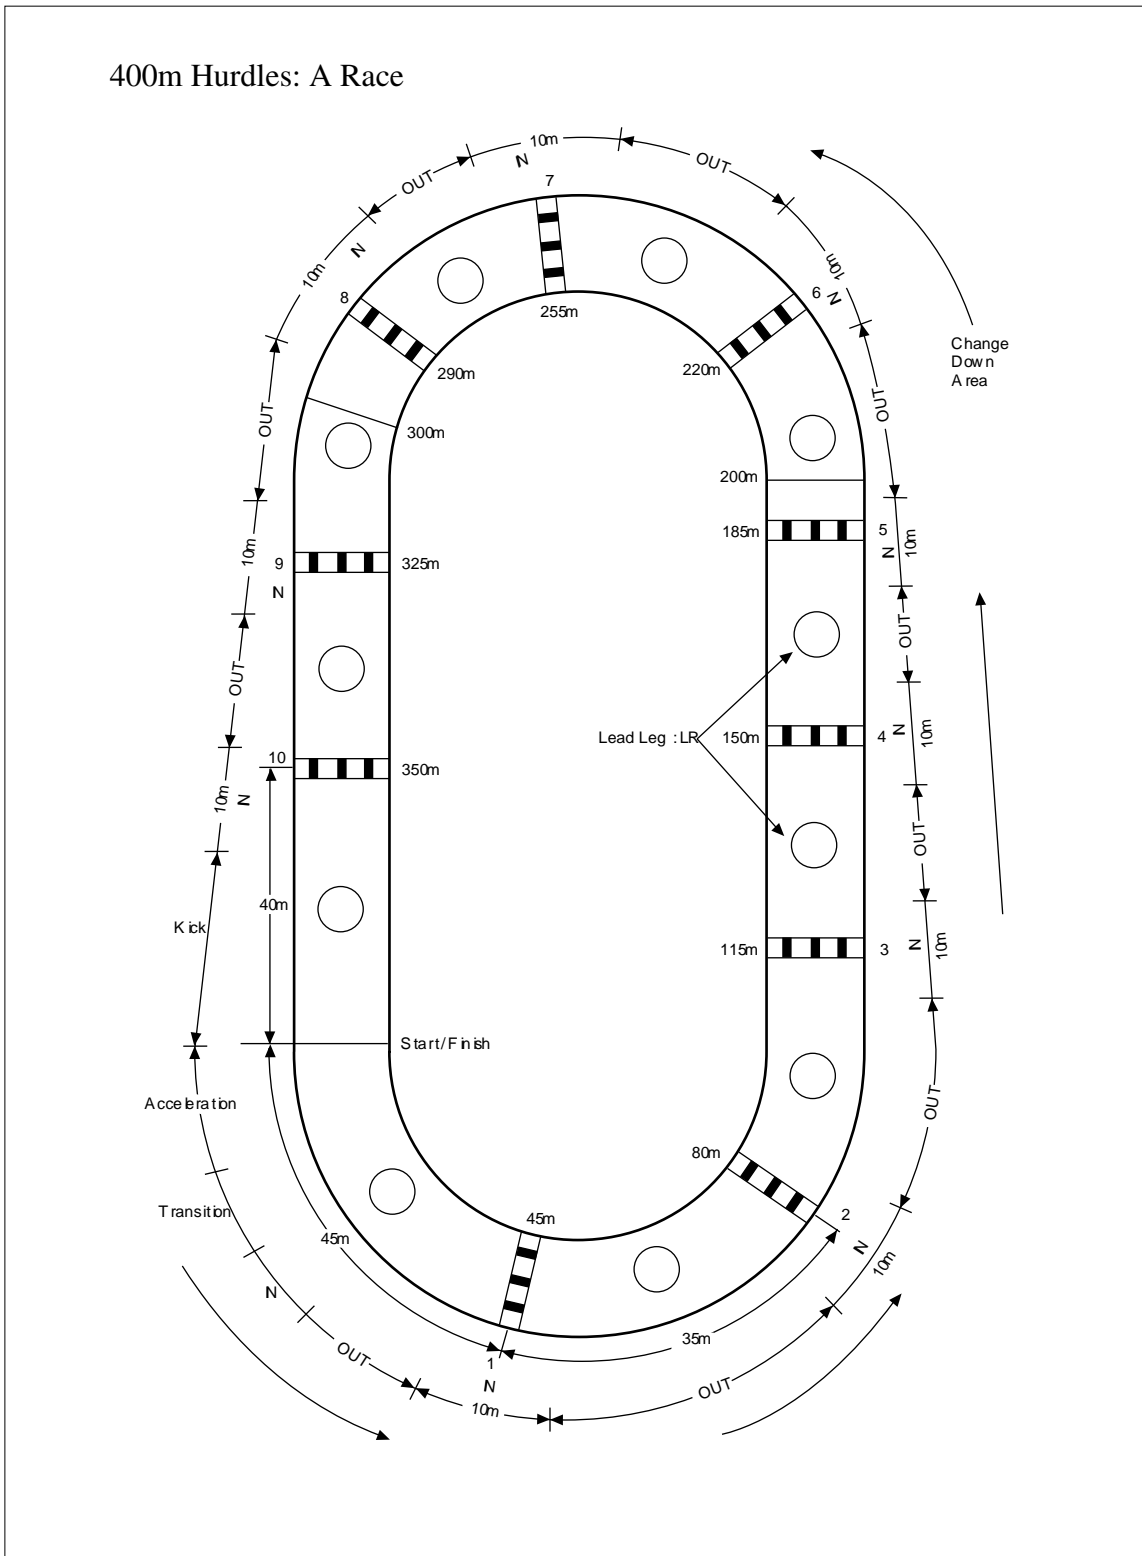 400m Hurdles: A Race
10m
N
OUT
OUT
7
N
10m
8
255m
10m
N
6
Change
Down
Area
290m
220m
OUT
300m
OUT
200m
185m
5
N
10m
10m
9
N
325m
OUT
OUT
Lead Leg : LR
150m
4
N
10m
10
350m
10m
N
OUT
40m
Kick
115m
3
N
10m
Start/Finish
Acceleration
OUT
80m
Transition
2
45m
45m
N
10m
N
35m
OUT
1
N
OUT
10m